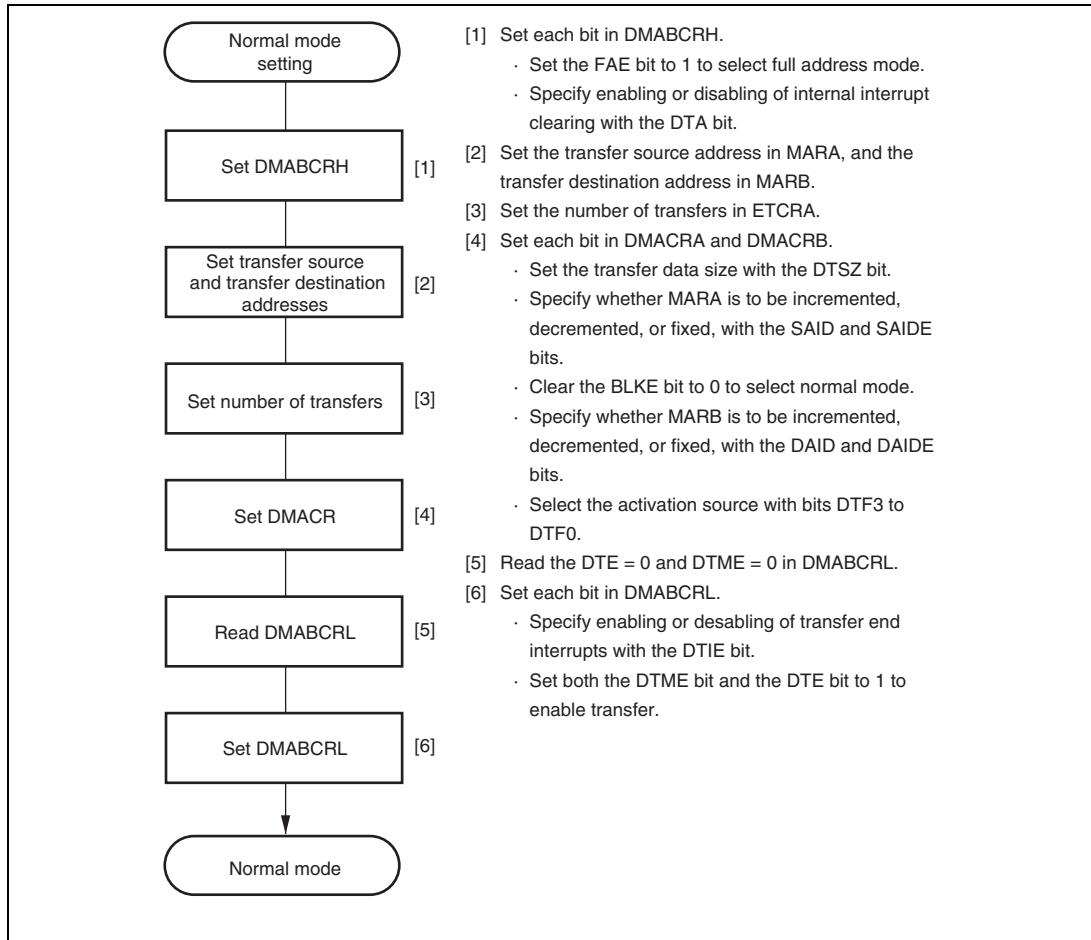 Normal mode
setting
Set DMABCRH
[1]
Set transfer source
and transfer destination
addresses
[2]
Set number of transfers
[3]
Set DMACR
[4]
Read DMABCRL
[5]
Set DMABCRL
[6]
Normal mode
[1] Set each bit in DMABCRH.
· Set the FAE bit to 1 to select full address mode.
· Specify enabling or disabling of internal interrupt
clearing with the DTA bit.
[2] Set the transfer source address in MARA, and the
transfer destination address in MARB.
[3] Set the number of transfers in ETCRA.
[4] Set each bit in DMACRA and DMACRB.
· Set the transfer data size with the DTSZ bit.
· Specify whether MARA is to be incremented,
decremented, or fixed, with the SAID and SAIDE
bits.
· Clear the BLKE bit to 0 to select normal mode.
· Specify whether MARB is to be incremented,
decremented, or fixed, with the DAID and DAIDE
bits.
· Select the activation source with bits DTF3 to
DTF0.
[5] Read the DTE = 0 and DTME = 0 in DMABCRL.
[6] Set each bit in DMABCRL.
· Specify enabling or desabling of transfer end
interrupts with the DTIE bit.
· Set both the DTME bit and the DTE bit to 1 to
enable transfer.